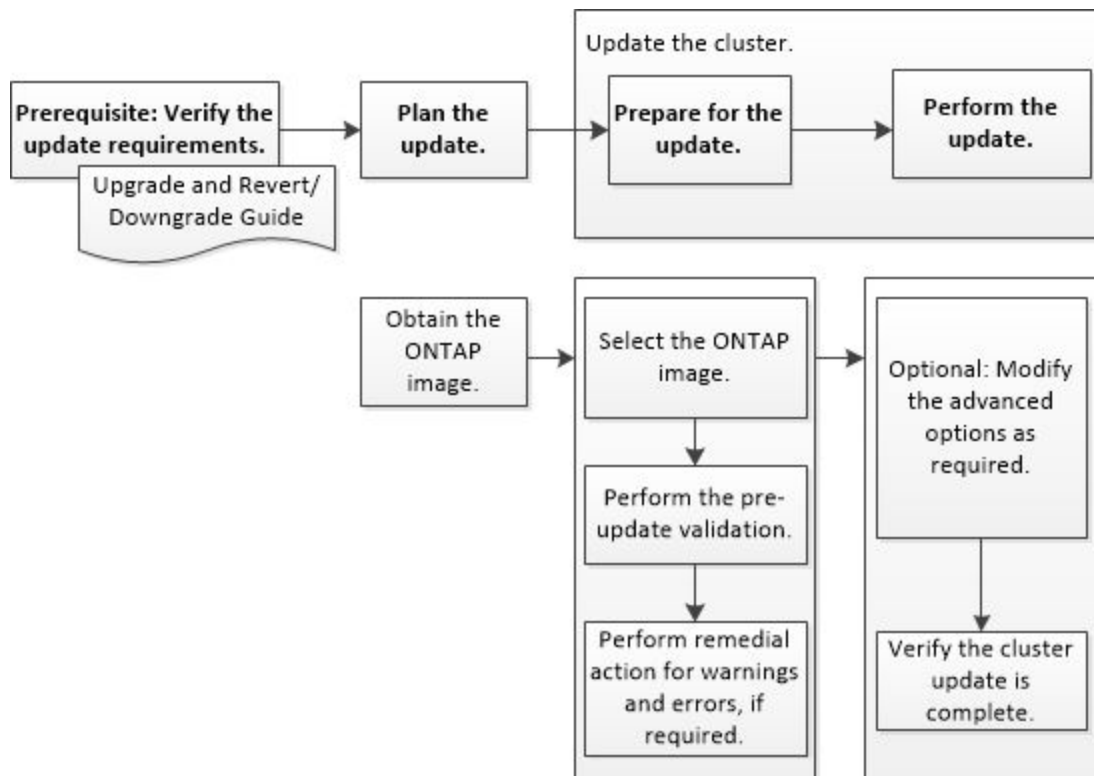 Update the cluster.
Prerequisite: Verify the
update requirements.
Upgrade and Revert/
Downgrade Guide
Plan the
update.
Prepare for the
update.
Perform the
update.
Obtain the
ONTAP
image.
Select the ONTAP
image.
Perform the pre-
update validation.
Perform remedial
action for warnings
and errors, if
required.
Optional: Modify
the advanced
options as
required.
Verify the cluster
update is
complete.